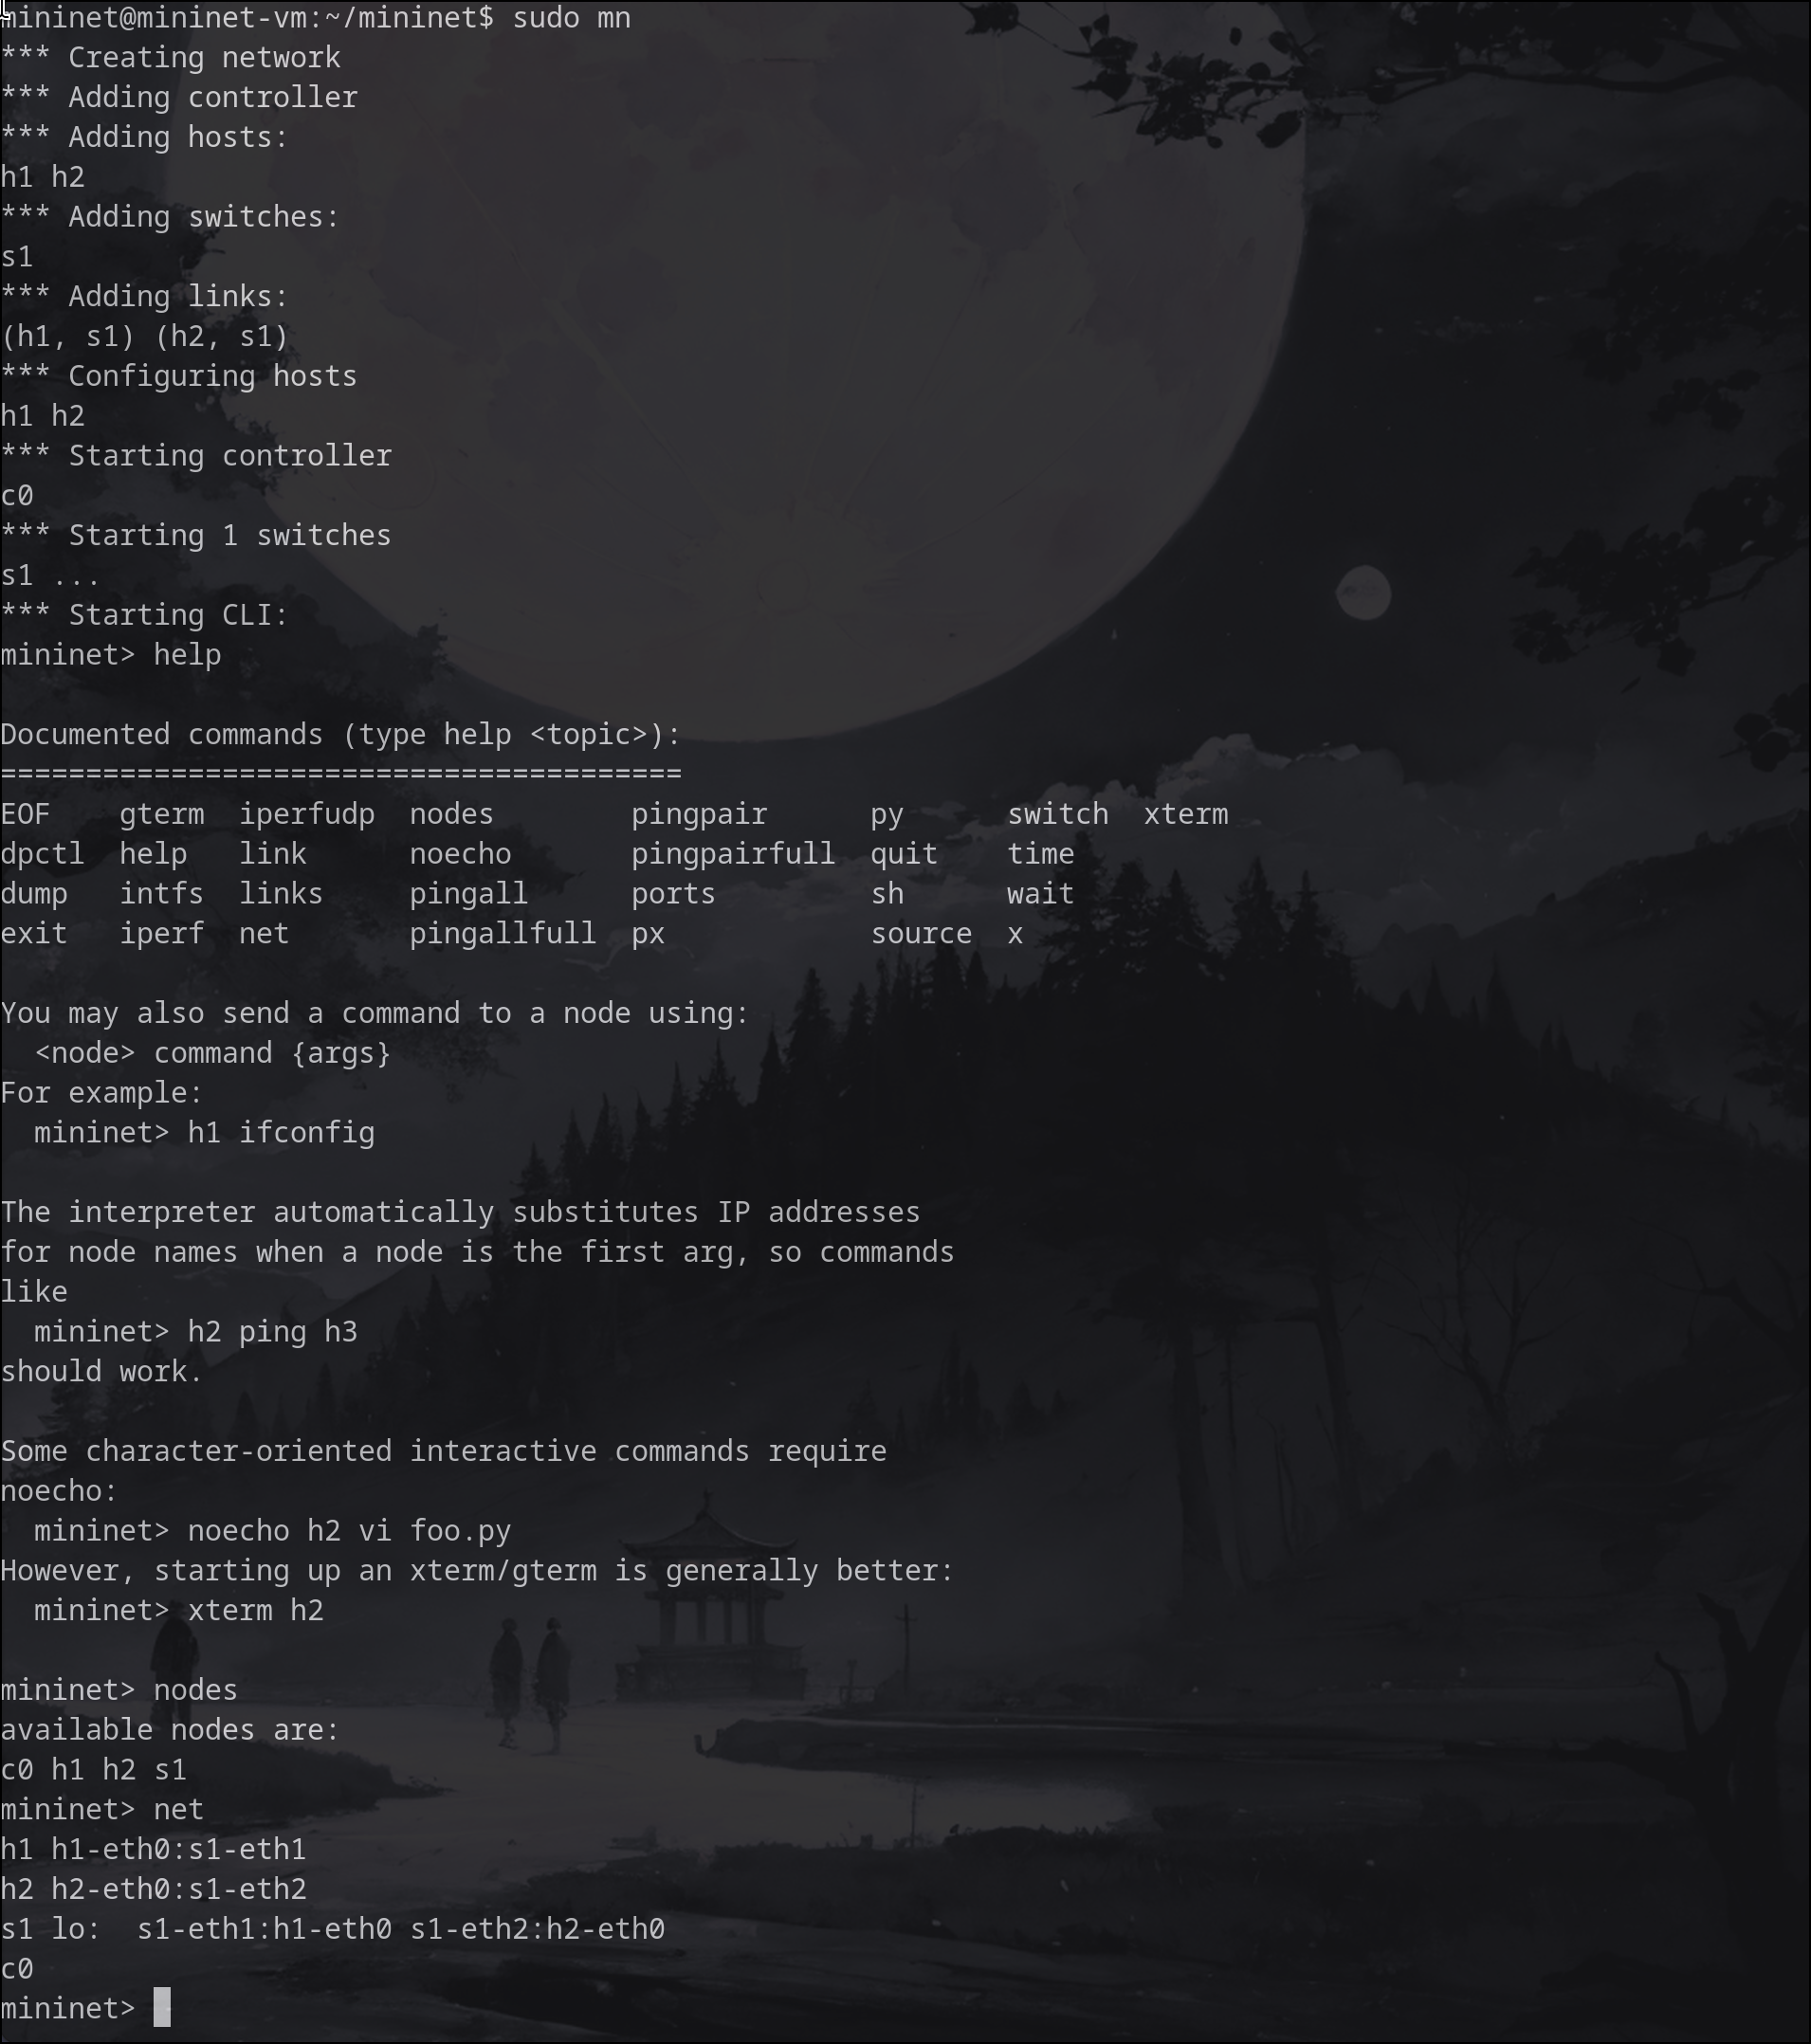 mininet@mininet-vm:~/mininet$ sudo mn
*** Creating network
*** Adding controller
*** Adding hosts:
h1 h2
*** Adding switches:
s1
*** Adding links:
(h1, s1) (h2, s1)
*** Configuring hosts
h1 h2
*** Starting controller
c0
*** Starting 1 switches
s1 ...
*** Starting CLI:
mininet> help

Documented commands (type help <topic>):
========================================
EOF    gterm  iperfudp  nodes        pingpair      py      switch  xterm
dpctl  help   link      noecho       pingpairfull  quit    time
dump   intfs  links     pingall      ports         sh      wait
exit   iperf  net       pingallfull  px            source  x

You may also send a command to a node using:
  <node> command {args}
For example:
  mininet> h1 ifconfig

The interpreter automatically substitutes IP addresses
for node names when a node is the first arg, so commands
like
  mininet> h2 ping h3
should work.

Some character-oriented interactive commands require
noecho:
  mininet> noecho h2 vi foo.py
However, starting up an xterm/gterm is generally better:
  mininet> xterm h2

mininet> nodes
available nodes are:
c0 h1 h2 s1
mininet> net
h1 h1-eth0:s1-eth1
h2 h2-eth0:s1-eth2
s1 lo:  s1-eth1:h1-eth0 s1-eth2:h2-eth0
c0
mininet>